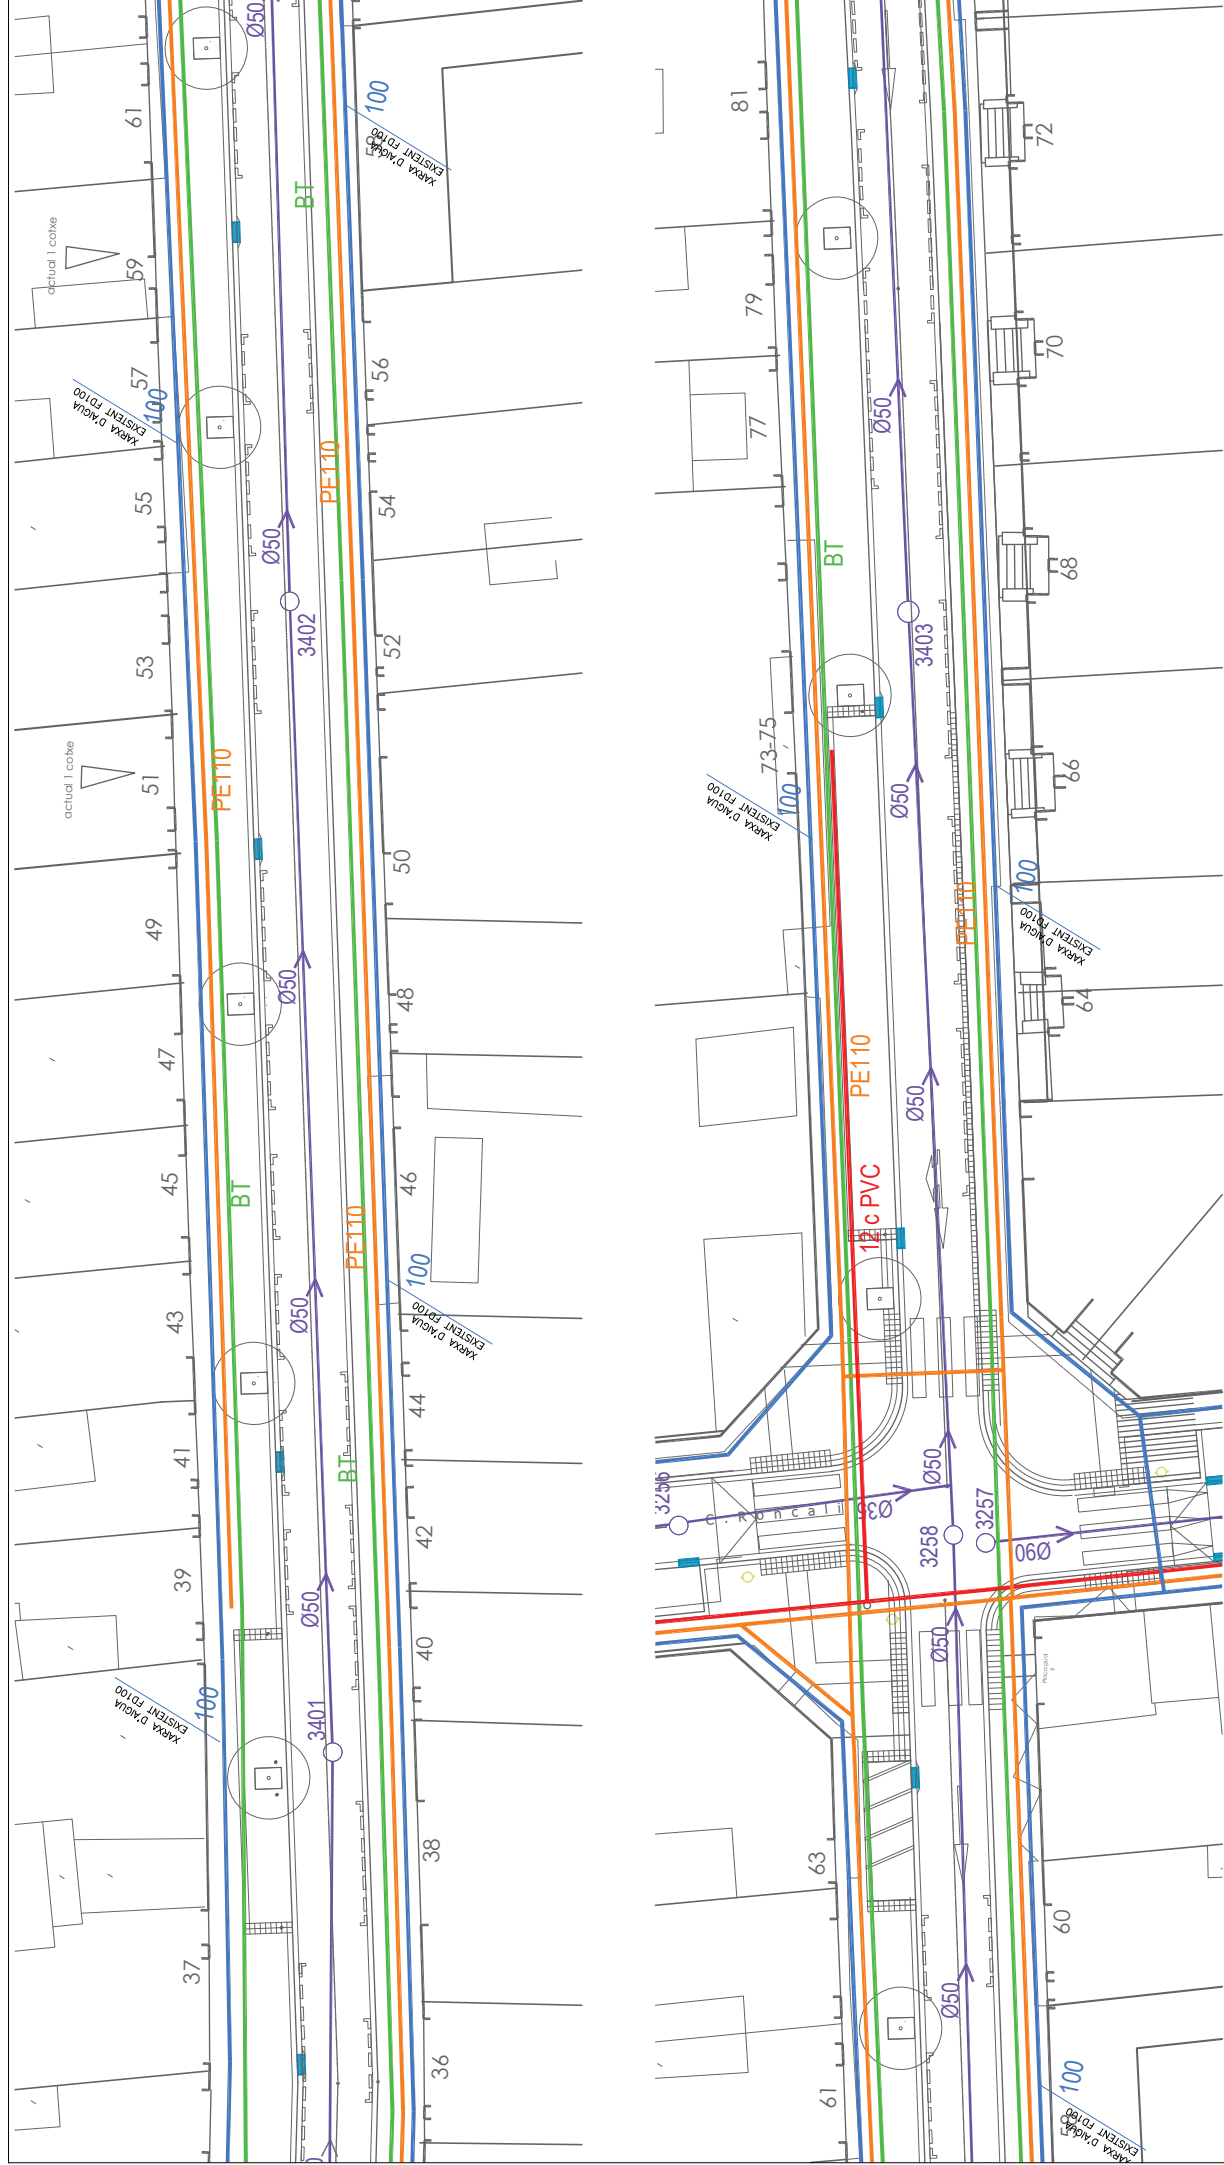 Ø50
61
100
XARXA D'AIGUA
EXISTENT FD100
BT
actual 1 cotxe
59
57
100
XARXA D'AIGUA
EXISTENT FD100
56
PE110
55
54
Ø50
3402
53
52
actual 1 cotxe
51
PE110
50
49
Ø50
48
47
45
BT
46
PE110
100
XARXA D'AIGUA
EXISTENT FD100
43
Ø50
44
41
BT
42
39
Ø50
40
100
XARXA D'AIGUA
EXISTENT FD100
3401
38
37
36
81
72
79
70
77
Ø50
BT
68
3403
73-75
100
XARXA D'AIGUA
EXISTENT FD100
66
Ø50
PE110
100
XARXA D'AIGUA
EXISTENT FD100
64
PE110
Ø50
12 c PVC
Ø50
3256
C. Roncali
3258
3257
Ø90
Ø50
63
60
Ø50
61
100
XARXA D'AIGUA
EXISTENT FD100